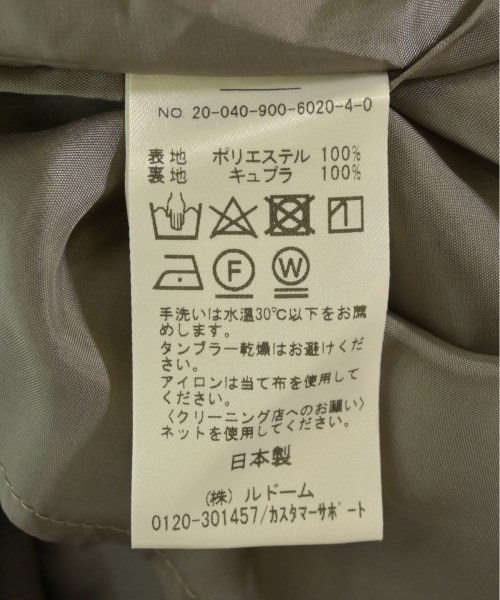 NO. 20-040-900-6020-4-0
表地 ポリエステル 100%
裏地 キュプラ 100%
F W
手洗いは水温30℃以下をお薦
めします。
タンブラー乾燥はお避けくだ
さい。
アイロンは当て布を使用して
ください。
〈クリーニング店へのお願い〉
ネットを使用してください。
日本製
(株) ルドーム
0120-301457/カスタマーサポート